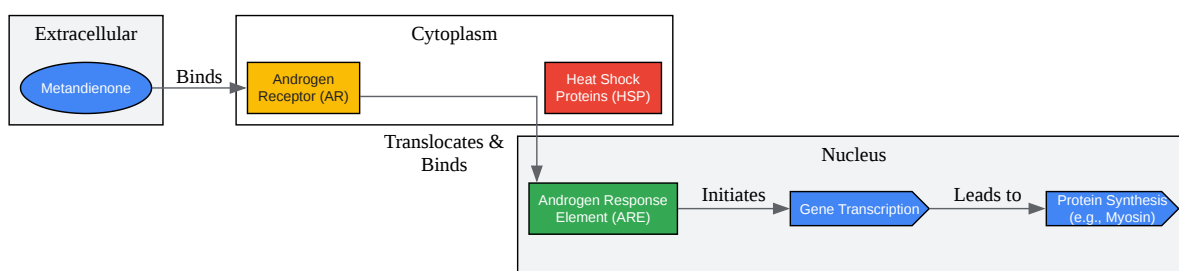 Extracellular
Metandienone
Binds
Cytoplasm
Androgen
Receptor (AR)
Heat Shock
Proteins (HSP)
Translocates &
Binds
Nucleus
Androgen Response
Element (ARE)
Initiates
Gene Transcription
Leads to
Protein Synthesis
(e.g., Myosin)